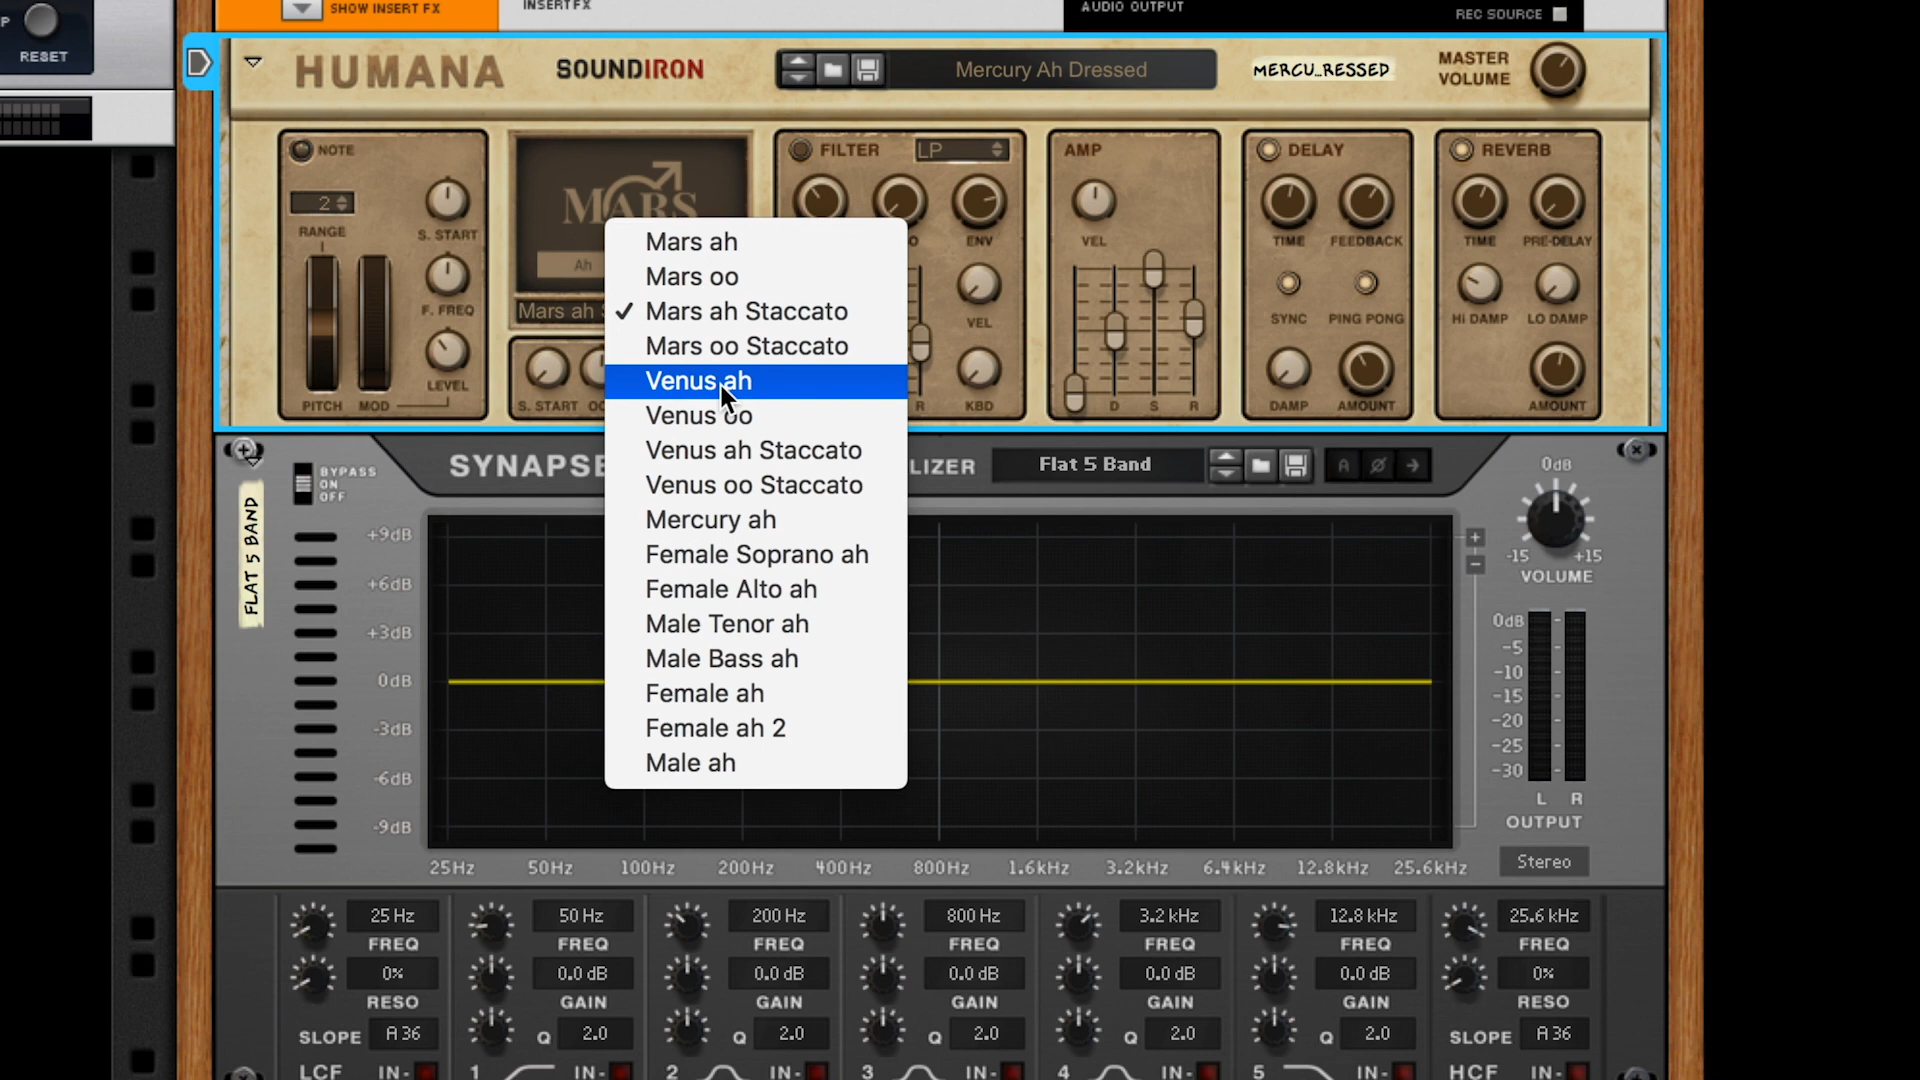 SHOW INSERT FX
INSERT FX
AUDIO OUTPUT
REC SOURCE
RESET
HUMANA
SOUNDIRON
Mercury Ah Dressed
MERCU…RESSED
MASTER
VOLUME
NOTE
2
RANGE
S. START
F. FREQ
LEVEL
PITCH
MOD
MARS
Ah
Mars ah
S. START
FILTER
LP
ENV
VEL
R
KBD
AMP
VEL
D
S
R
DELAY
TIME
FEEDBACK
SYNC
PING PONG
DAMP
AMOUNT
REVERB
TIME
PRE-DELAY
HI DAMP
LO DAMP
AMOUNT
Mars ah
Mars oo
✓ Mars ah Staccato
Mars oo Staccato
Venus ah
Venus oo
Venus ah Staccato
Venus oo Staccato
Mercury ah
Female Soprano ah
Female Alto ah
Male Tenor ah
Male Bass ah
Female ah
Female ah 2
Male ah
BYPASS
ON
OFF
FLAT 5 BAND
SYNAPSE
LIZER
Flat 5 Band
A
0dB
-15 +15
VOLUME
+9dB
+6dB
+3dB
0dB
-3dB
-6dB
-9dB
25Hz 50Hz 100Hz 200Hz 400Hz 800Hz 1.6kHz 3.2kHz 6.4kHz 12.8kHz 25.6kHz
0dB
-5
-10
-15
-20
-25
-30
L R
OUTPUT
Stereo
25 Hz 50 Hz 200 Hz 800 Hz 3.2 kHz 12.8 kHz 25.6 kHz
FREQ FREQ FREQ FREQ FREQ FREQ FREQ
0% 0.0 dB 0.0 dB 0.0 dB 0.0 dB 0.0 dB 0%
RESO GAIN GAIN GAIN GAIN GAIN RESO
SLOPE A 36 Q 2.0 Q 2.0 Q 2.0 Q 2.0 Q 2.0 SLOPE A 36
LCF IN- 1 IN- 2 IN- 3 IN- 4 IN- 5 IN- HCF IN-